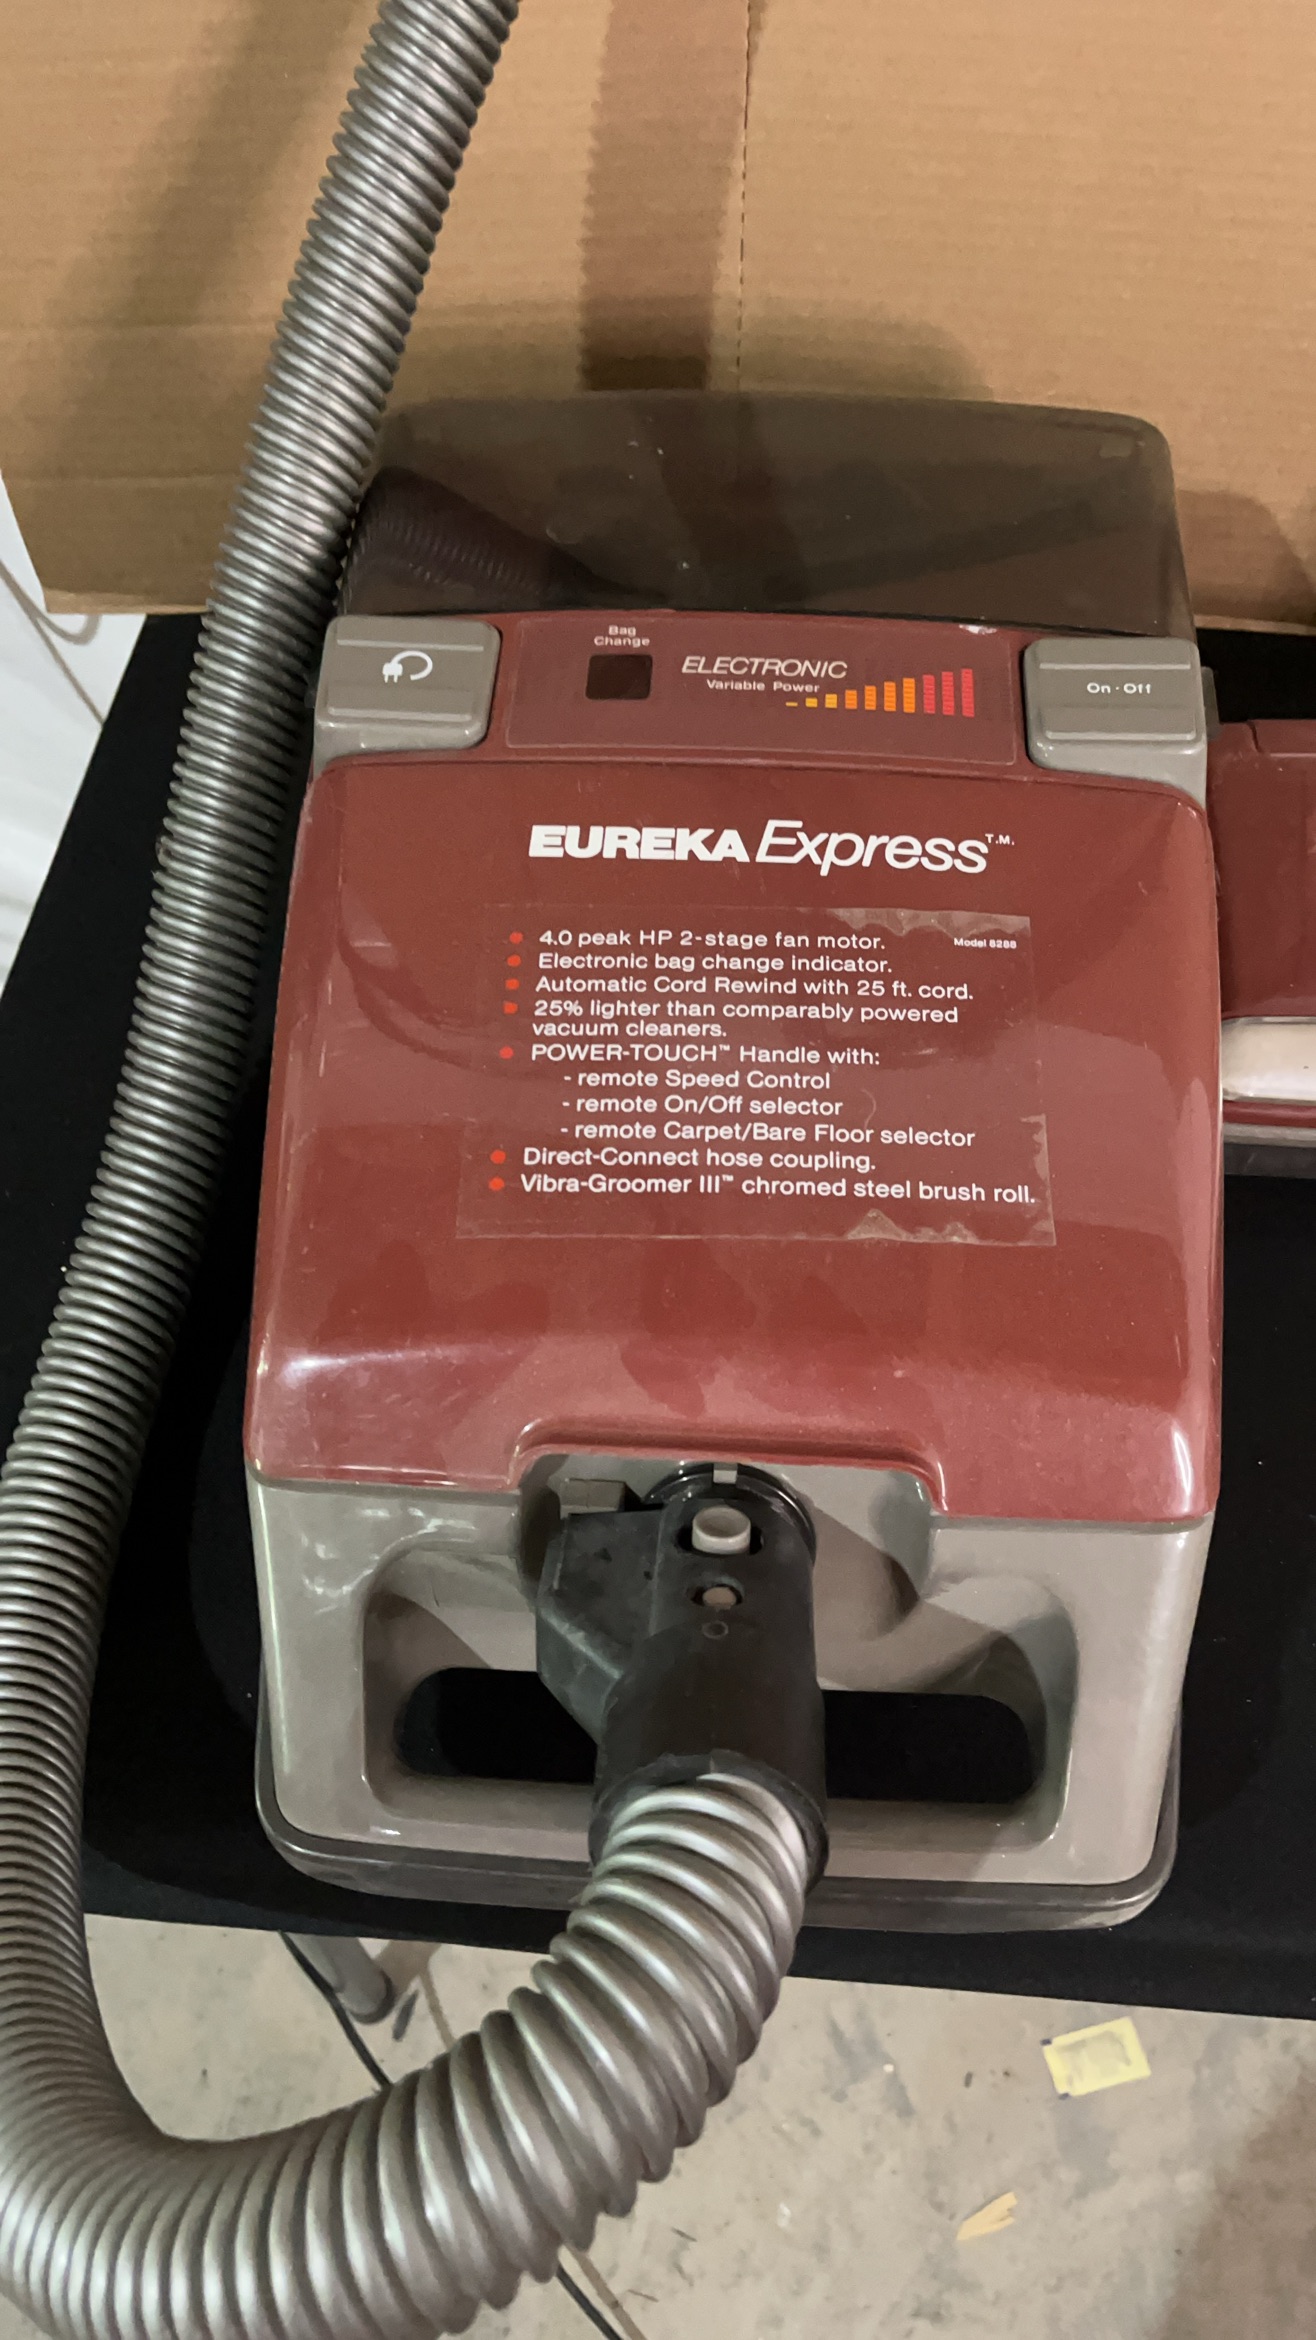 Bag
Change
ELECTRONIC
Variable Power
On · Off
EUREKA Express T.M.
4.0 peak HP 2-stage fan motor.
Model 8288
Electronic bag change indicator.
Automatic Cord Rewind with 25 ft. cord.
25% lighter than comparably powered
vacuum cleaners.
POWER-TOUCH™ Handle with:
- remote Speed Control
- remote On/Off selector
- remote Carpet/Bare Floor selector
Direct-Connect hose coupling.
Vibra-Groomer III™ chromed steel brush roll.